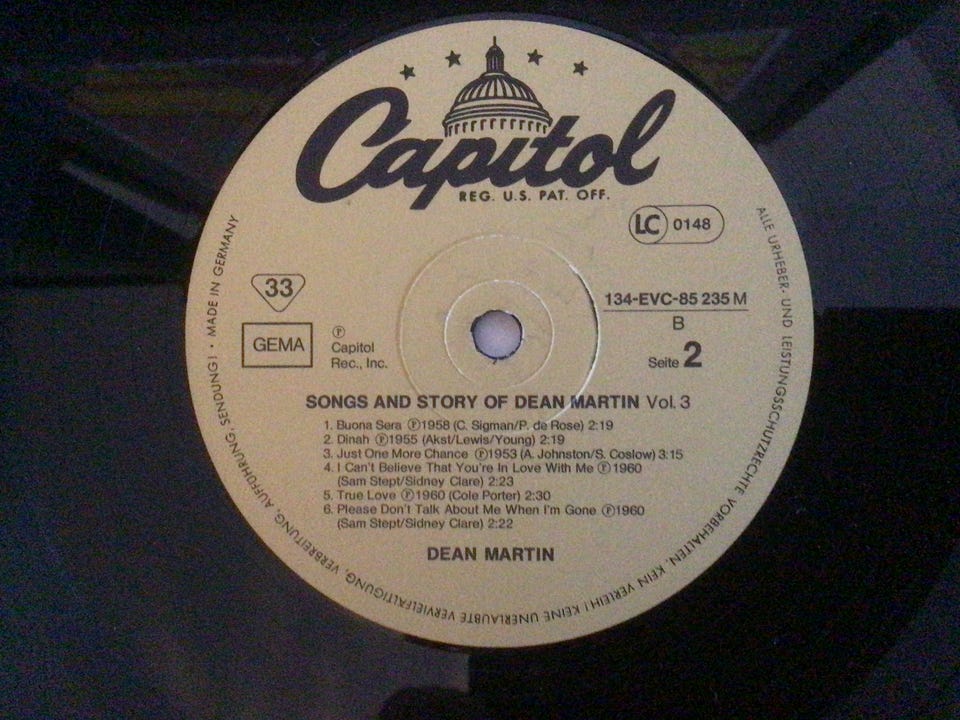 Capitol
REG. U.S. PAT. OFF.
LC 0148
33
GEMA
℗
Capitol
Rec., Inc.
134-EVC-85 235 M
B
Seite 2
SONGS AND STORY OF DEAN MARTIN Vol. 3
1. Buona Sera ℗1958 (C. Sigman/P. de Rose) 2:19
2. Dinah ℗1955 (Akst/Lewis/Young) 2:19
3. Just One More Chance ℗1953 (A. Johnston/S. Coslow) 3:15
4. I Can't Believe That You're In Love With Me ℗1960
(Sam Stept/Sidney Clare) 2:23
5. True Love ℗1960 (Cole Porter) 2:30
6. Please Don't Talk About Me When I'm Gone ℗1960
(Sam Stept/Sidney Clare) 2:22
DEAN MARTIN
ALLE URHEBER- UND LEISTUNGSSCHUTZRECHTE VORBEHALTEN, KEIN VERLEIH! KEINE UNERLAUBTE VERVIELFÄLTIGUNG, VERBREITUNG, AUFFÜHRUNG, SENDUNG! · MADE IN GERMANY